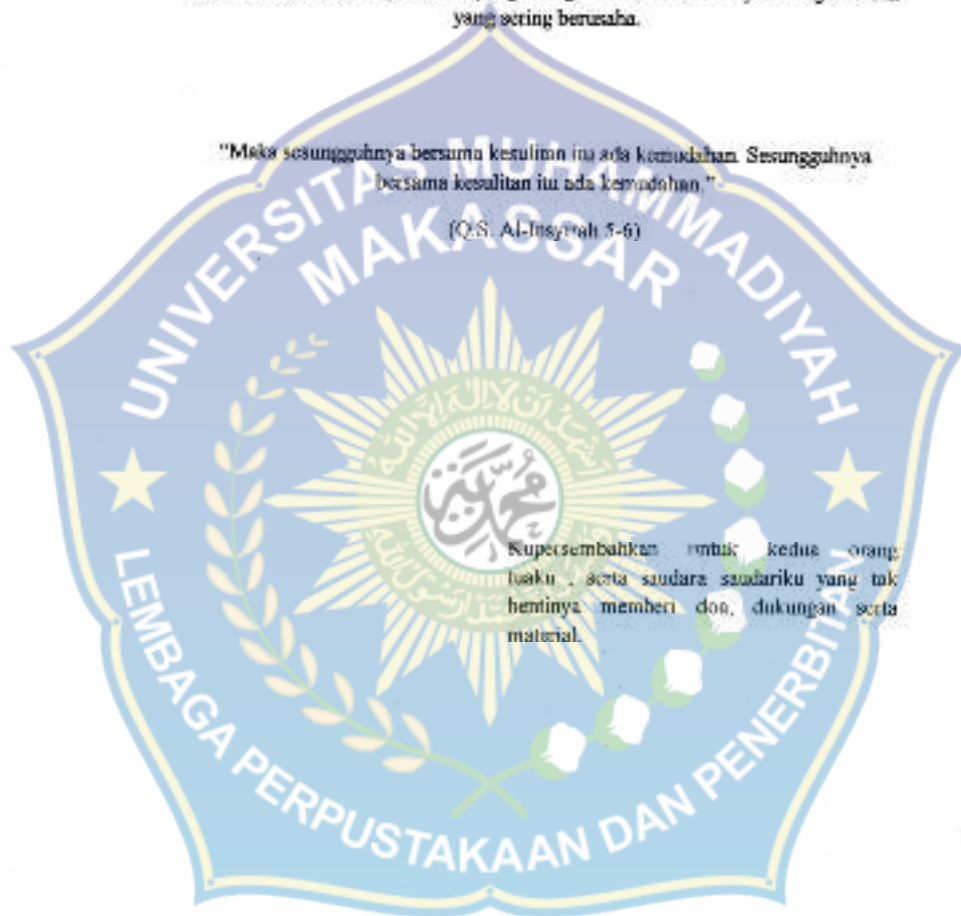 yang sering berusaha.
"Maka sesungguhnya bersama kesulitan itu ada kemudahan. Sesungguhnya
bersama kesulitan itu ada kemudahan."
(Q.S. Al-Insyirah 5-6)
UNIVERSITAS MUHAMMADIYAH
MAKASSAR
محمد
Kupersembahkan untuk kedua orang
tuaku , serta saudara saudariku yang tak
hentinya memberi doa, dukungan serta
material.
LEMBAGA PERPUSTAKAAN DAN PENERBITAN